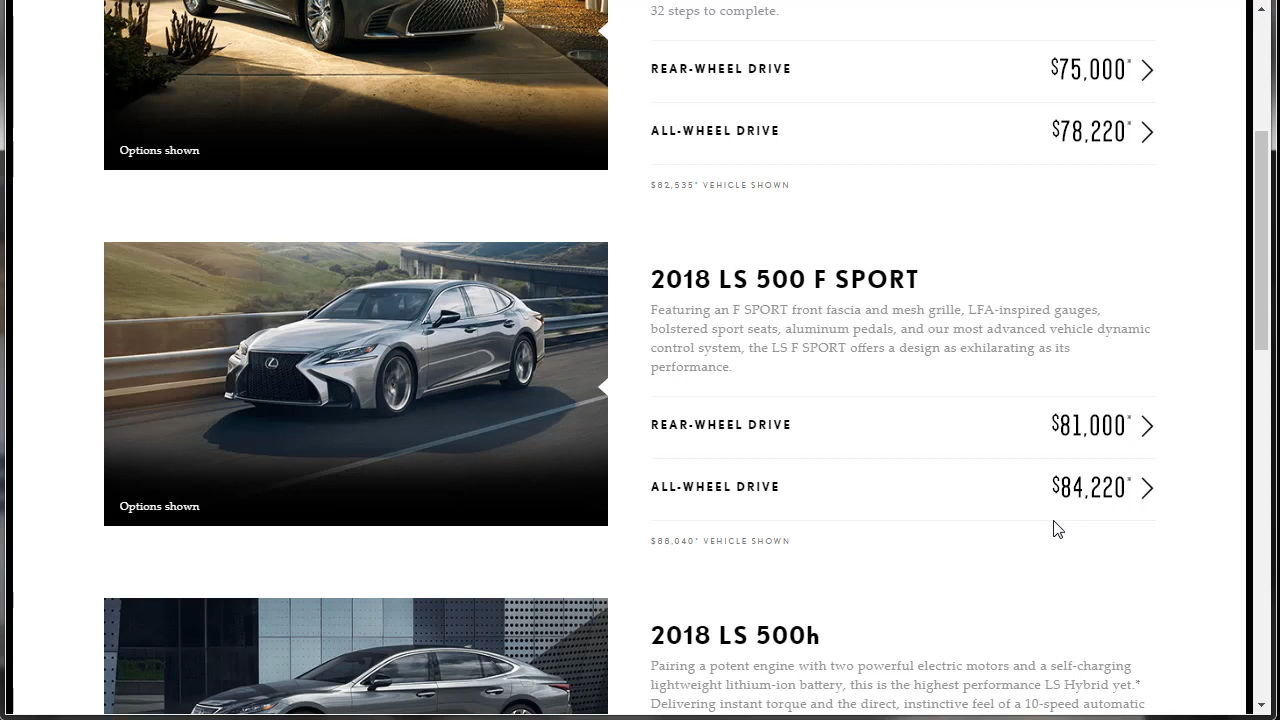 32 steps to complete.
REAR-WHEEL DRIVE $75,000*
ALL-WHEEL DRIVE $78,220*
Options shown
$82,535* VEHICLE SHOWN
2018 LS 500 F SPORT
Featuring an F SPORT front fascia and mesh grille, LFA-inspired gauges,
bolstered sport seats, aluminum pedals, and our most advanced vehicle dynamic
control system, the LS F SPORT offers a design as exhilarating as its
performance.
REAR-WHEEL DRIVE $81,000*
ALL-WHEEL DRIVE $84,220*
Options shown
$88,040* VEHICLE SHOWN
2018 LS 500h
Pairing a potent engine with two powerful electric motors and a self-charging
lightweight lithium-ion battery, this is the highest performance LS Hybrid yet.*
Delivering instant torque and the direct, instinctive feel of a 10-speed automatic